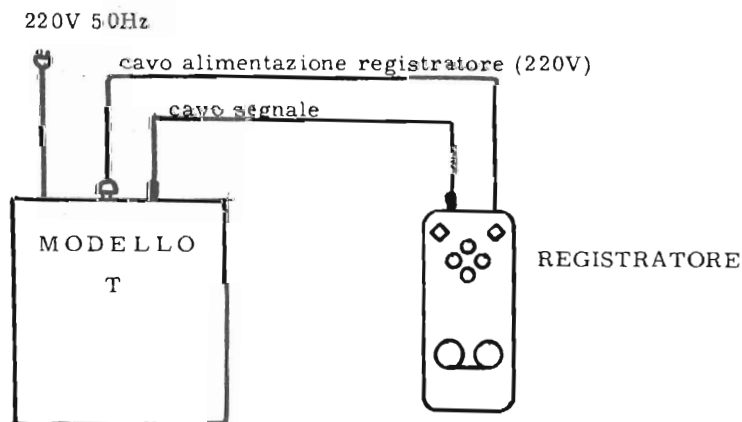 220V 50Hz
cavo alimentazione registratore (220V)
cavo segnale
MODELLO
T
REGISTRATORE